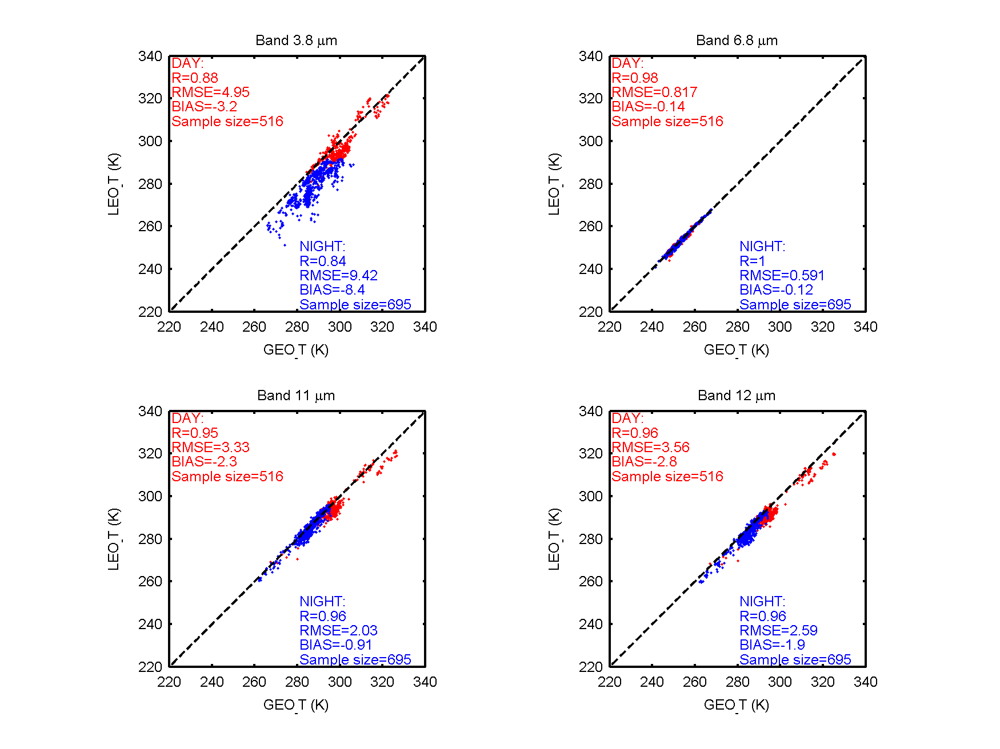 Band 3.8 μm
340
320
300
280
260
240
220
LEO_T (K)
DAY:
R=0.88
RMSE=4.95
BIAS=-3.2
Sample size=516
NIGHT:
R=0.84
RMSE=9.42
BIAS=-8.4
Sample size=695
220 240 260 280 300 320 340
GEO_T (K)
Band 6.8 μm
340
320
300
280
260
240
220
LEO_T (K)
DAY:
R=0.98
RMSE=0.817
BIAS=-0.14
Sample size=516
NIGHT:
R=1
RMSE=0.591
BIAS=-0.12
Sample size=695
220 240 260 280 300 320 340
GEO_T (K)
Band 11 μm
340
320
300
280
260
240
220
LEO_T (K)
DAY:
R=0.95
RMSE=3.33
BIAS=-2.3
Sample size=516
NIGHT:
R=0.96
RMSE=2.03
BIAS=-0.91
Sample size=695
220 240 260 280 300 320 340
GEO_T (K)
Band 12 μm
340
320
300
280
260
240
220
LEO_T (K)
DAY:
R=0.96
RMSE=3.56
BIAS=-2.8
Sample size=516
NIGHT:
R=0.96
RMSE=2.59
BIAS=-1.9
Sample size=695
220 240 260 280 300 320 340
GEO_T (K)